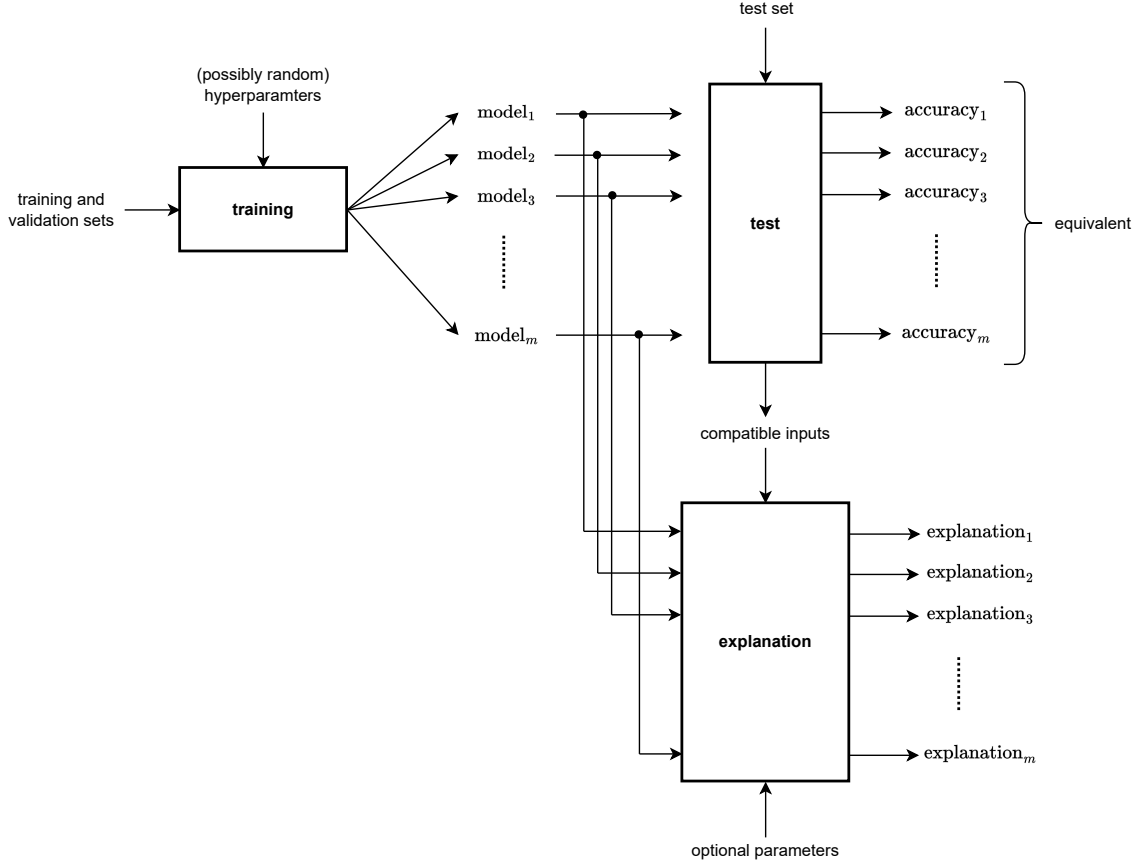 test set
(possibly random)
hyperparamters
training and
validation sets
training
model₁
model₂
model₃
modelₘ
test
accuracy₁
accuracy₂
accuracy₃
accuracyₘ
equivalent
compatible inputs
explanation
explanation₁
explanation₂
explanation₃
explanationₘ
optional parameters